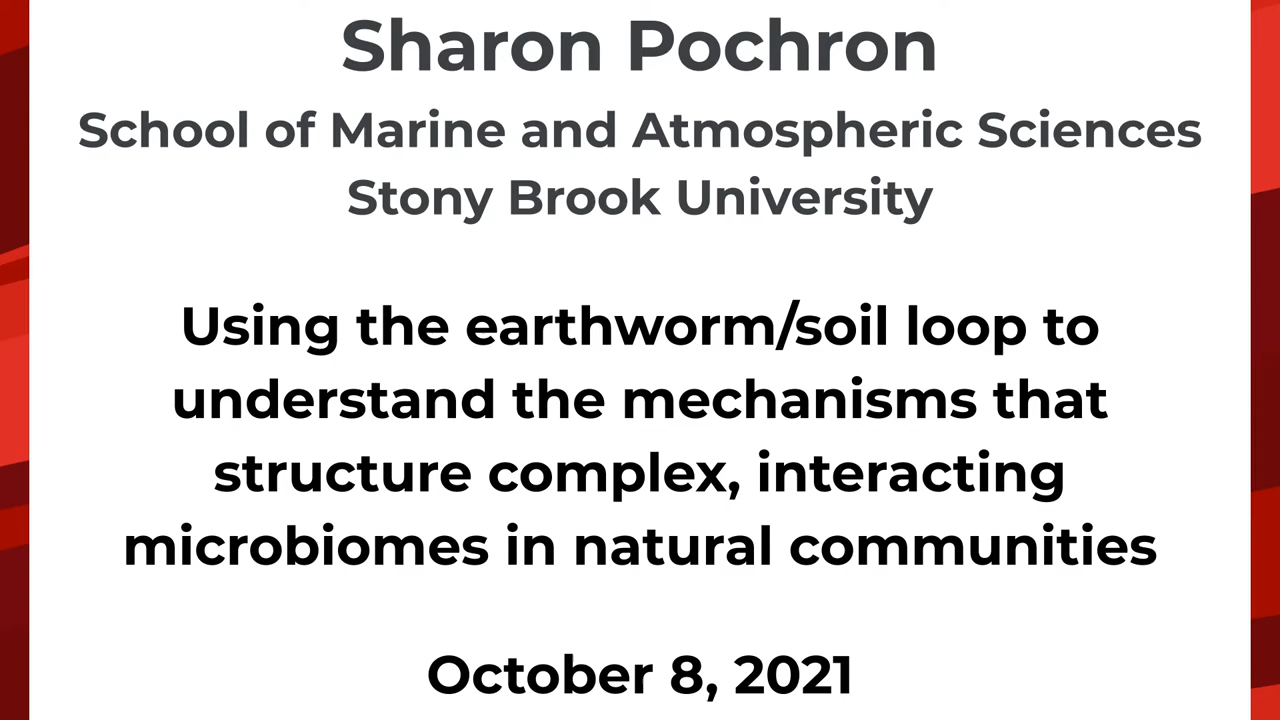 Sharon Pochron
School of Marine and Atmospheric Sciences
Stony Brook University
Using the earthworm/soil loop to
understand the mechanisms that
structure complex, interacting
microbiomes in natural communities
October 8, 2021